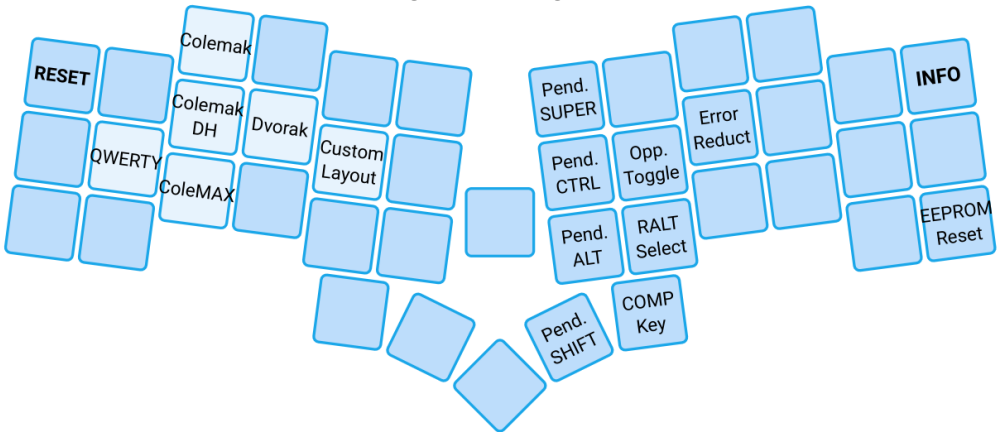 RESET
Colemak
Colemak
DH
Dvorak
QWERTY
Custom
Layout
ColeMAX
Pend.
SUPER
INFO
Error
Reduct
Pend.
CTRL
Opp.
Toggle
Pend.
ALT
RALT
Select
EEPROM
Reset
Pend.
SHIFT
COMP
Key